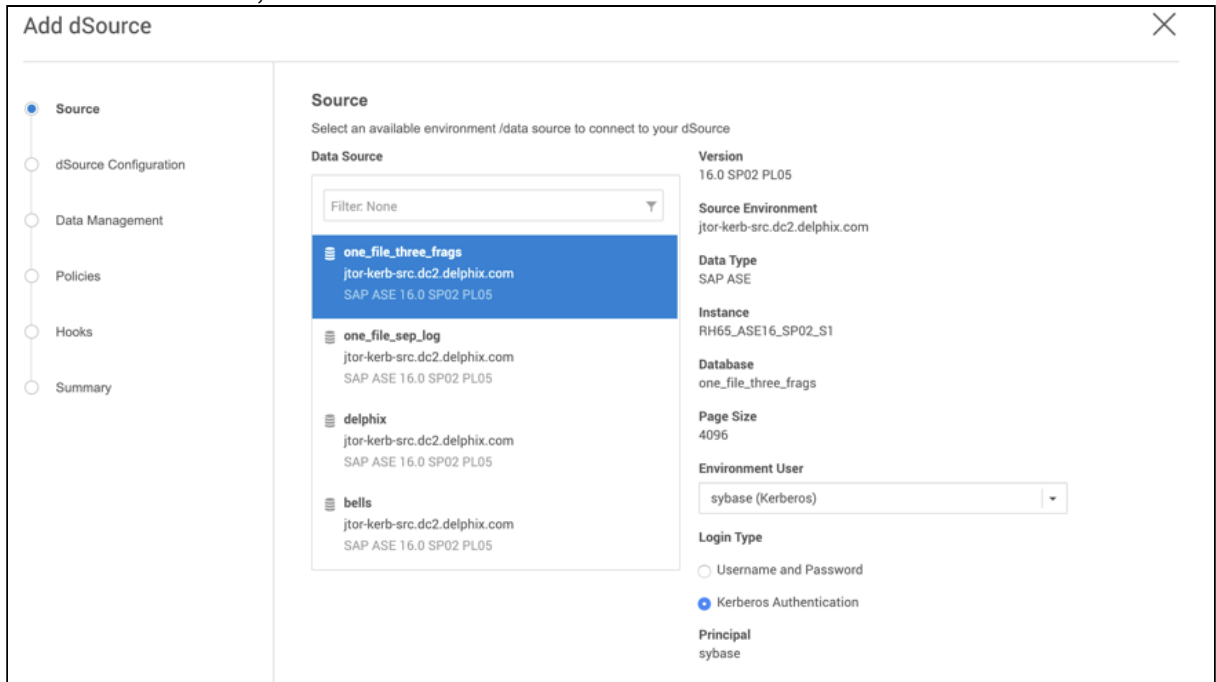 Add dSource
Source
dSource Configuration
Data Management
Policies
Hooks
Summary
Source
Select an available environment /data source to connect to your dSource
Data Source
Filter: None
one_file_three_frags
jtor-kerb-src.dc2.delphix.com
SAP ASE 16.0 SP02 PL05
one_file_sep_log
jtor-kerb-src.dc2.delphix.com
SAP ASE 16.0 SP02 PL05
delphix
jtor-kerb-src.dc2.delphix.com
SAP ASE 16.0 SP02 PL05
bells
jtor-kerb-src.dc2.delphix.com
SAP ASE 16.0 SP02 PL05
Version
16.0 SP02 PL05
Source Environment
jtor-kerb-src.dc2.delphix.com
Data Type
SAP ASE
Instance
RH65_ASE16_SP02_S1
Database
one_file_three_frags
Page Size
4096
Environment User
sybase (Kerberos)
Login Type
Username and Password
Kerberos Authentication
Principal
sybase